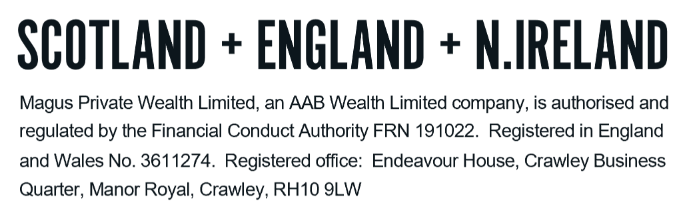 SCOTLAND + ENGLAND + N.IRELAND
Magus Private Wealth Limited, an AAB Wealth Limited company, is authorised and
regulated by the Financial Conduct Authority FRN 191022.  Registered in England
and Wales No. 3611274.  Registered office:  Endeavour House, Crawley Business
Quarter, Manor Royal, Crawley, RH10 9LW